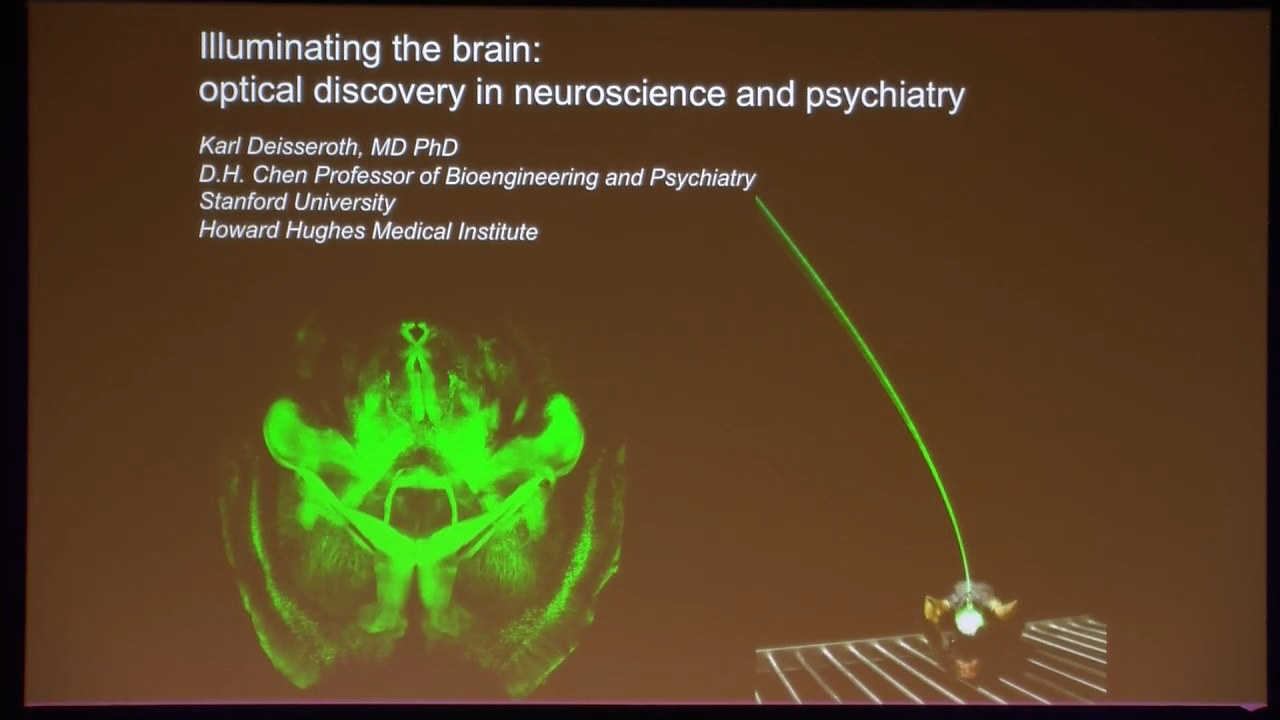 Illuminating the brain:
optical discovery in neuroscience and psychiatry
Karl Deisseroth, MD PhD
D.H. Chen Professor of Bioengineering and Psychiatry
Stanford University
Howard Hughes Medical Institute